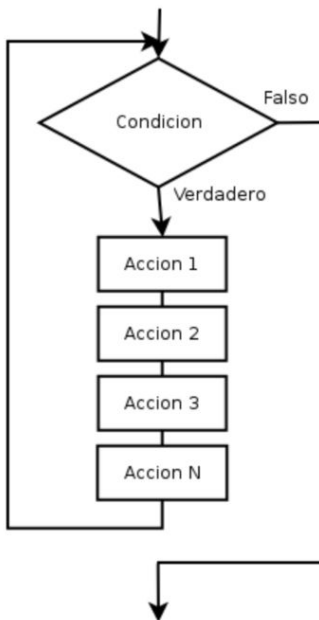 Condicion
Falso
Verdadero
Accion 1
Accion 2
Accion 3
Accion N